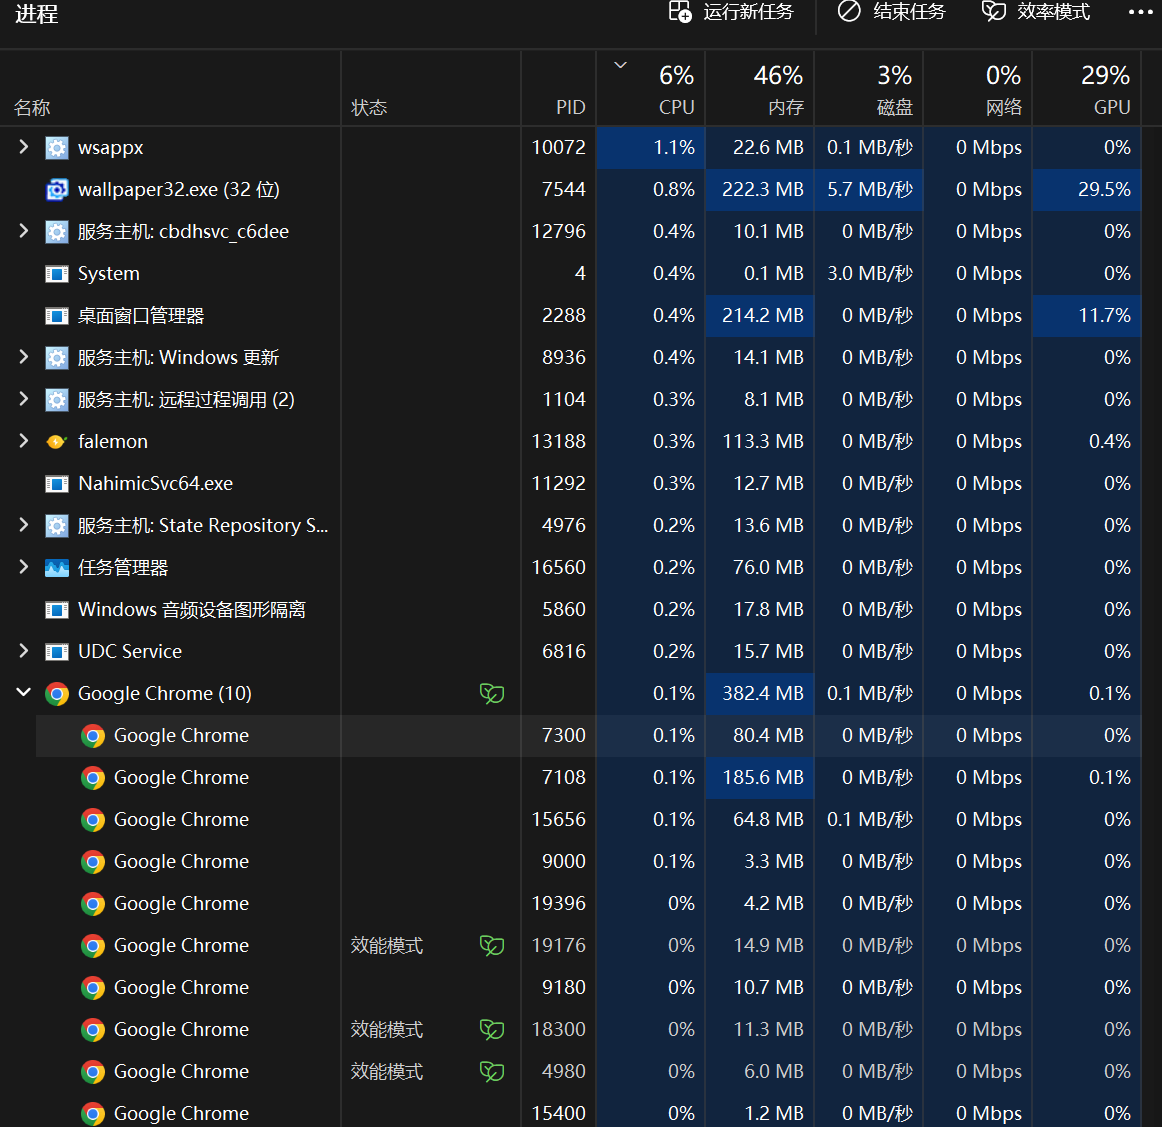 进程 运行新任务 结束任务 效率模式
6% 46% 3% 0% 29%
名称 状态 PID CPU 内存 磁盘 网络 GPU
wsappx 10072 1.1% 22.6 MB 0.1 MB/秒 0 Mbps 0%
wallpaper32.exe (32 位) 7544 0.8% 222.3 MB 5.7 MB/秒 0 Mbps 29.5%
服务主机: cbdhsvc_c6dee 12796 0.4% 10.1 MB 0 MB/秒 0 Mbps 0%
System 4 0.4% 0.1 MB 3.0 MB/秒 0 Mbps 0%
桌面窗口管理器 2288 0.4% 214.2 MB 0 MB/秒 0 Mbps 11.7%
服务主机: Windows 更新 8936 0.4% 14.1 MB 0 MB/秒 0 Mbps 0%
服务主机: 远程过程调用 (2) 1104 0.3% 8.1 MB 0 MB/秒 0 Mbps 0%
falemon 13188 0.3% 113.3 MB 0 MB/秒 0 Mbps 0.4%
NahimicSvc64.exe 11292 0.3% 12.7 MB 0 MB/秒 0 Mbps 0%
服务主机: State Repository S... 4976 0.2% 13.6 MB 0 MB/秒 0 Mbps 0%
任务管理器 16560 0.2% 76.0 MB 0 MB/秒 0 Mbps 0%
Windows 音频设备图形隔离 5860 0.2% 17.8 MB 0 MB/秒 0 Mbps 0%
UDC Service 6816 0.2% 15.7 MB 0 MB/秒 0 Mbps 0%
Google Chrome (10) 0.1% 382.4 MB 0.1 MB/秒 0 Mbps 0.1%
Google Chrome 7300 0.1% 80.4 MB 0 MB/秒 0 Mbps 0%
Google Chrome 7108 0.1% 185.6 MB 0 MB/秒 0 Mbps 0.1%
Google Chrome 15656 0.1% 64.8 MB 0.1 MB/秒 0 Mbps 0%
Google Chrome 9000 0.1% 3.3 MB 0 MB/秒 0 Mbps 0%
Google Chrome 19396 0% 4.2 MB 0 MB/秒 0 Mbps 0%
Google Chrome 效能模式 19176 0% 14.9 MB 0 MB/秒 0 Mbps 0%
Google Chrome 9180 0% 10.7 MB 0 MB/秒 0 Mbps 0%
Google Chrome 效能模式 18300 0% 11.3 MB 0 MB/秒 0 Mbps 0%
Google Chrome 效能模式 4980 0% 6.0 MB 0 MB/秒 0 Mbps 0%
Google Chrome 15400 0% 1.2 MB 0 MB/秒 0 Mbps 0%